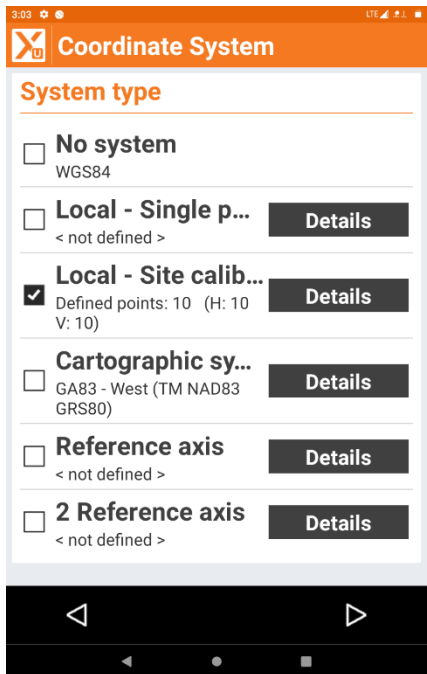 3:03
LTE
X U Coordinate System
System type
No system
WGS84
Local - Single p...
< not defined >
Details
Local - Site calib...
Defined points: 10 (H: 10
V: 10)
Details
Cartographic sy...
GA83 - West (TM NAD83
GRS80)
Details
Reference axis
< not defined >
Details
2 Reference axis
< not defined >
Details